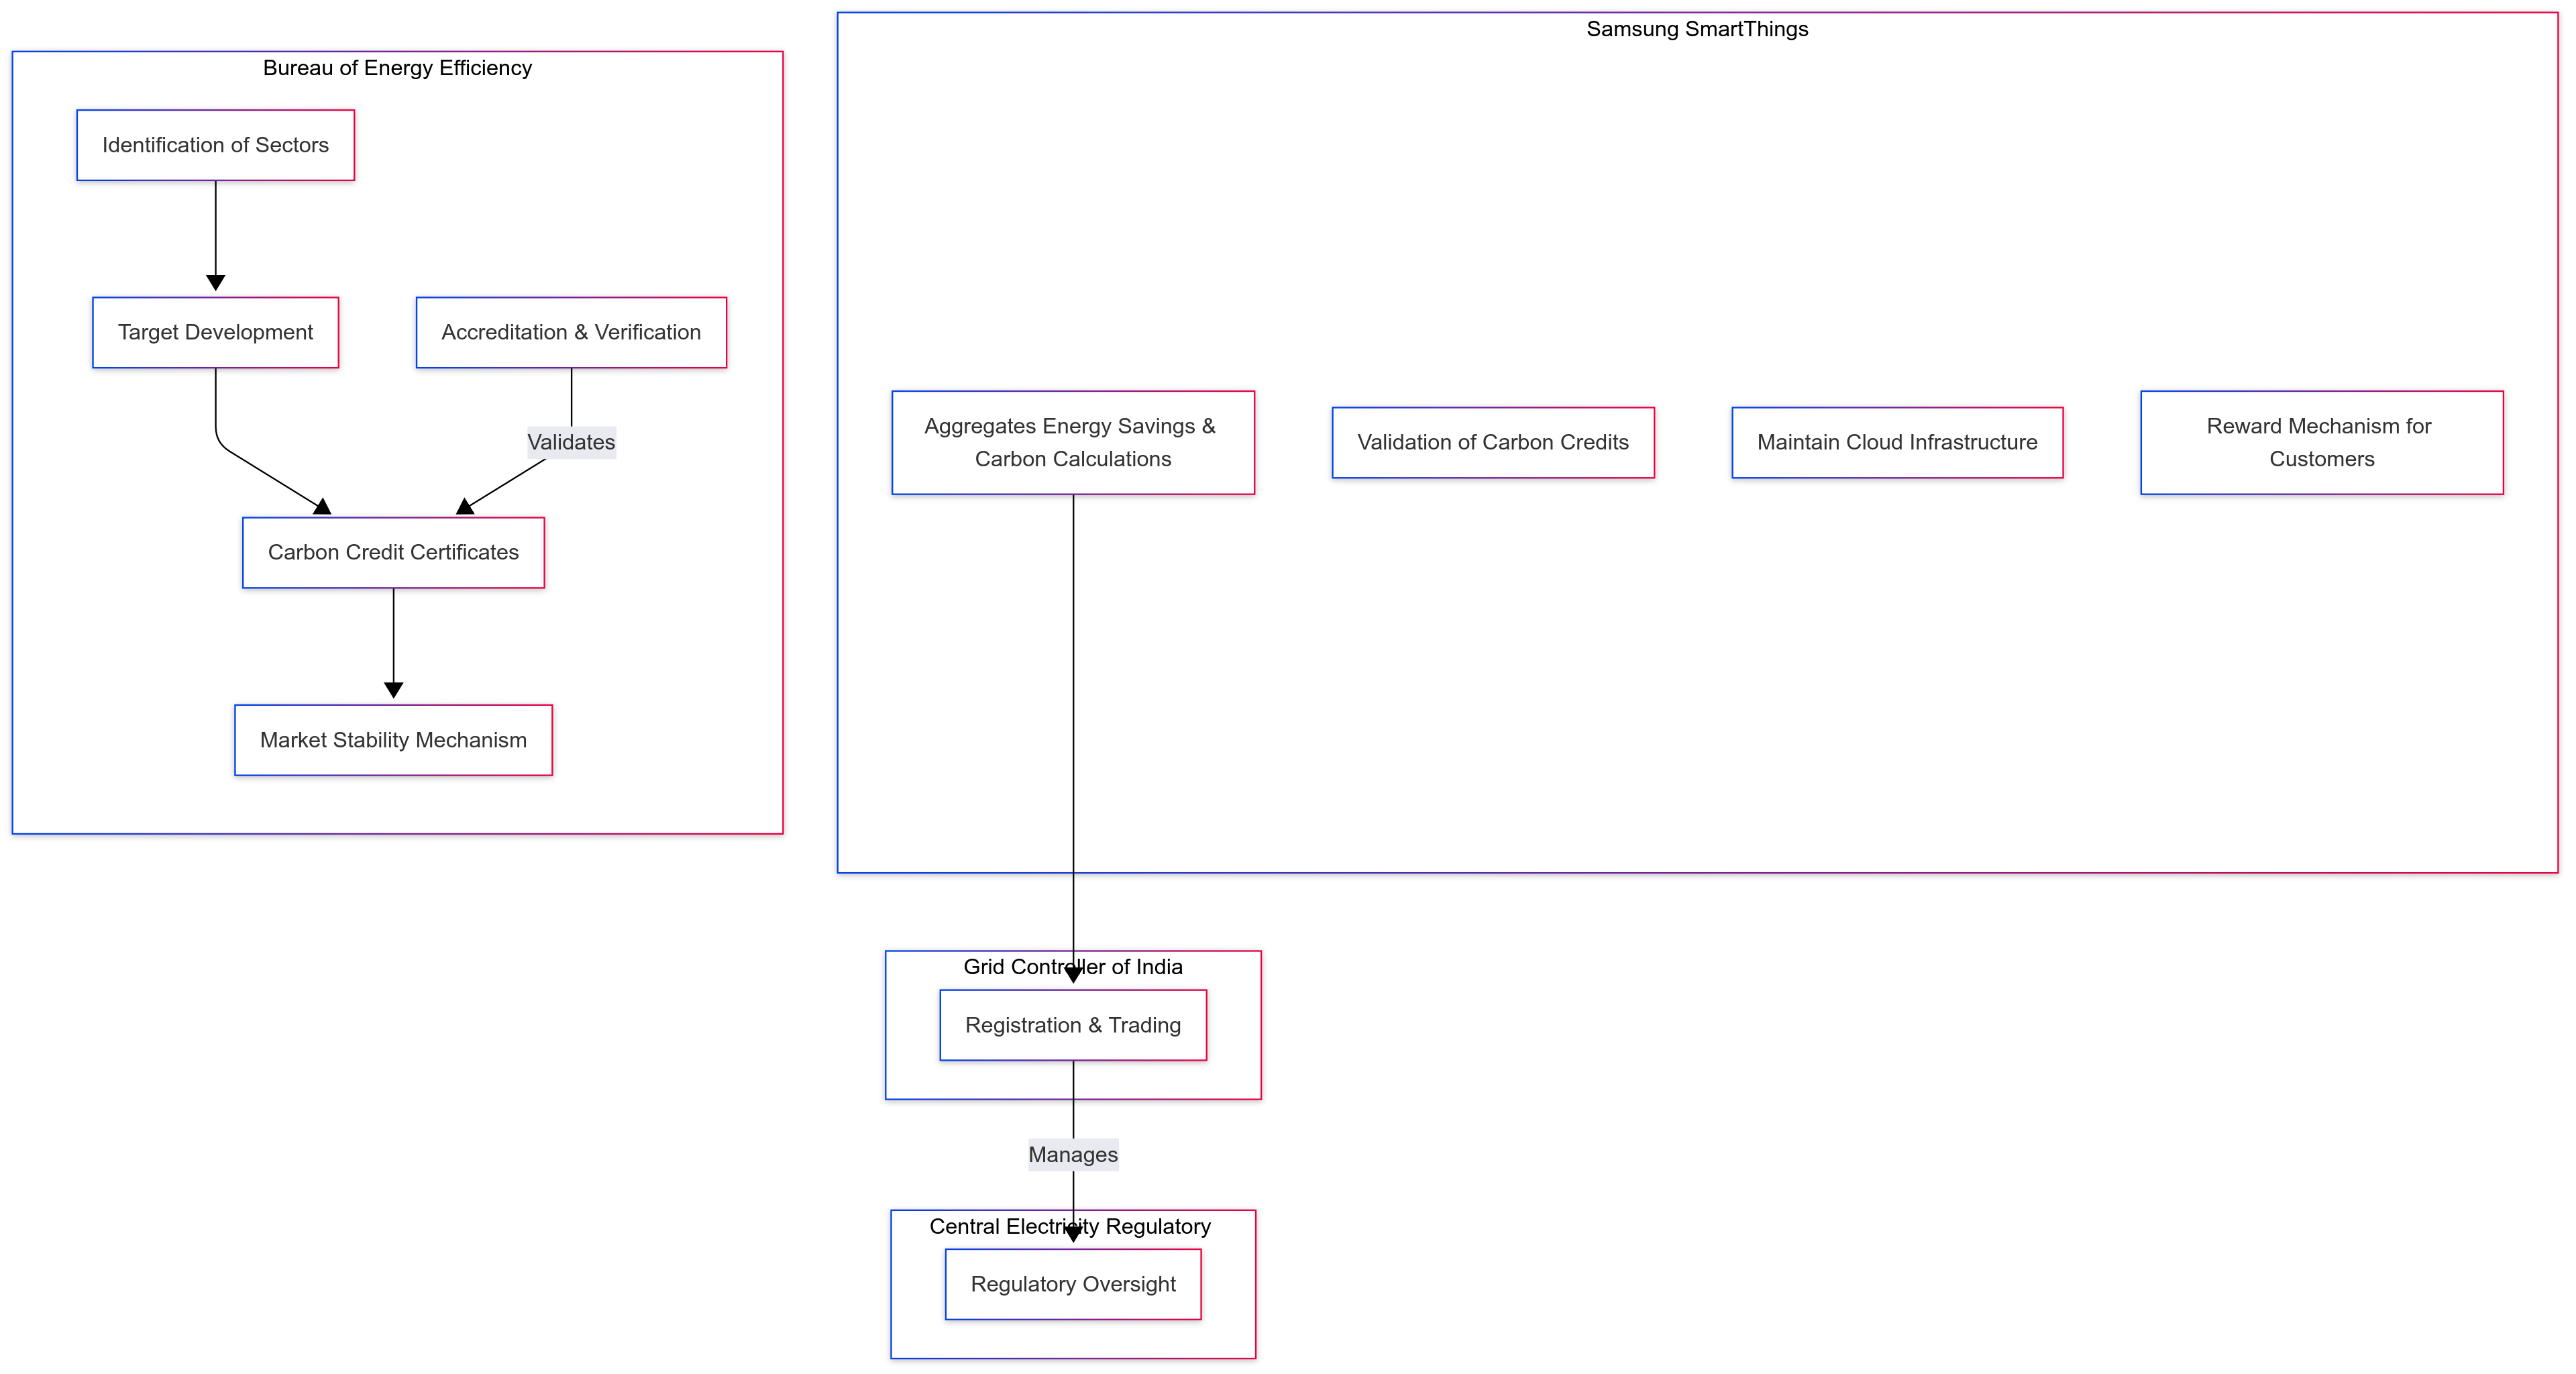 Bureau of Energy Efficiency
Identification of Sectors
Target Development
Accreditation & Verification
Validates
Carbon Credit Certificates
Market Stability Mechanism
Samsung SmartThings
Aggregates Energy Savings &
Carbon Calculations
Validation of Carbon Credits
Maintain Cloud Infrastructure
Reward Mechanism for
Customers
Grid Controller of India
Registration & Trading
Manages
Central Electricity Regulatory
Regulatory Oversight